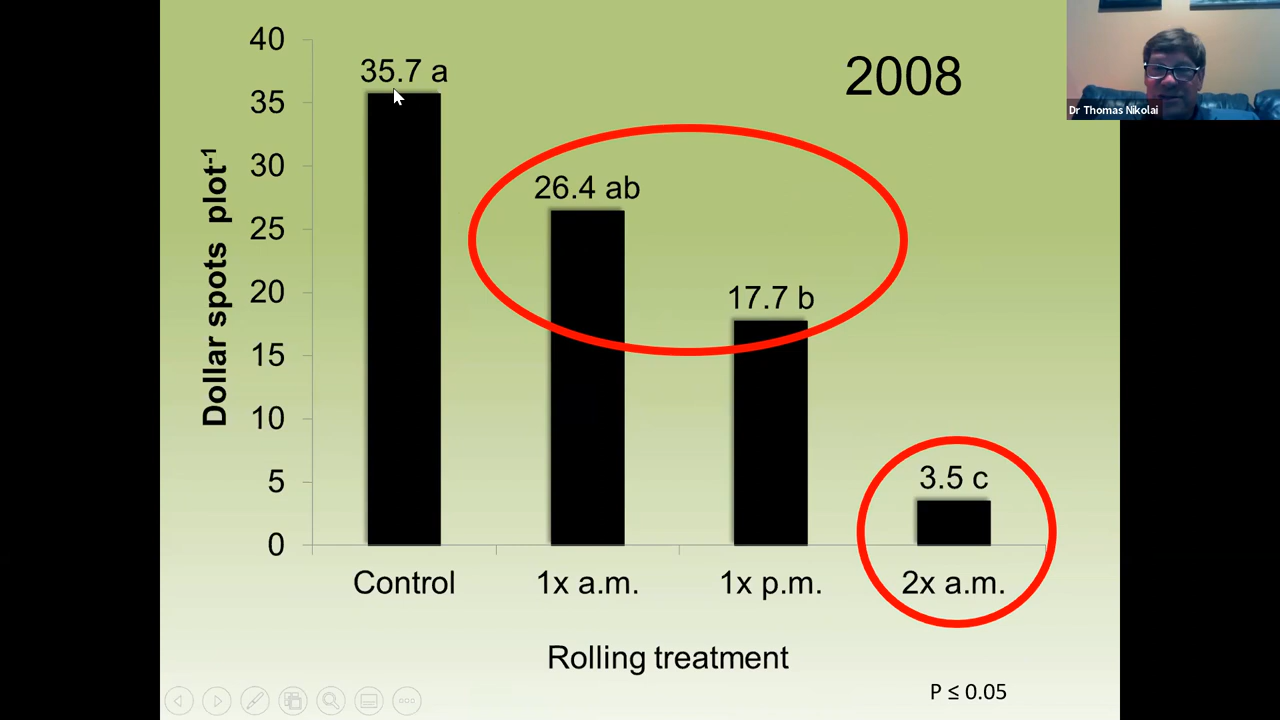 2008
Dr Thomas Nikolai
Dollar spots plot-1
40
35
30
25
20
15
10
5
0
35.7 a
26.4 ab
17.7 b
3.5 c
Control
1x a.m.
1x p.m.
2x a.m.
Rolling treatment
P ≤ 0.05